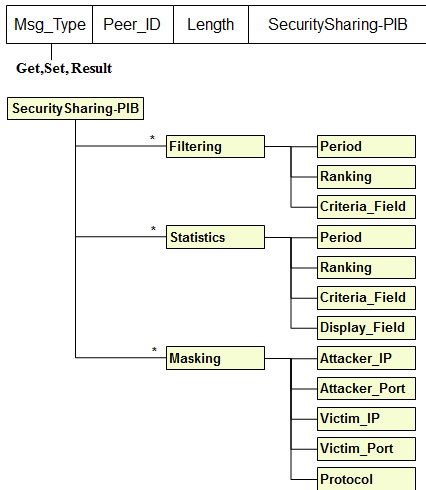 Msg_Type Peer_ID Length SecuritySharing-PIB
Get,Set, Result
SecuritySharing-PIB
* Filtering Period
Ranking
Criteria_Field
* Statistics Period
Ranking
Criteria_Field
Display_Field
* Masking Attacker_IP
Attacker_Port
Victim_IP
Victim_Port
Protocol